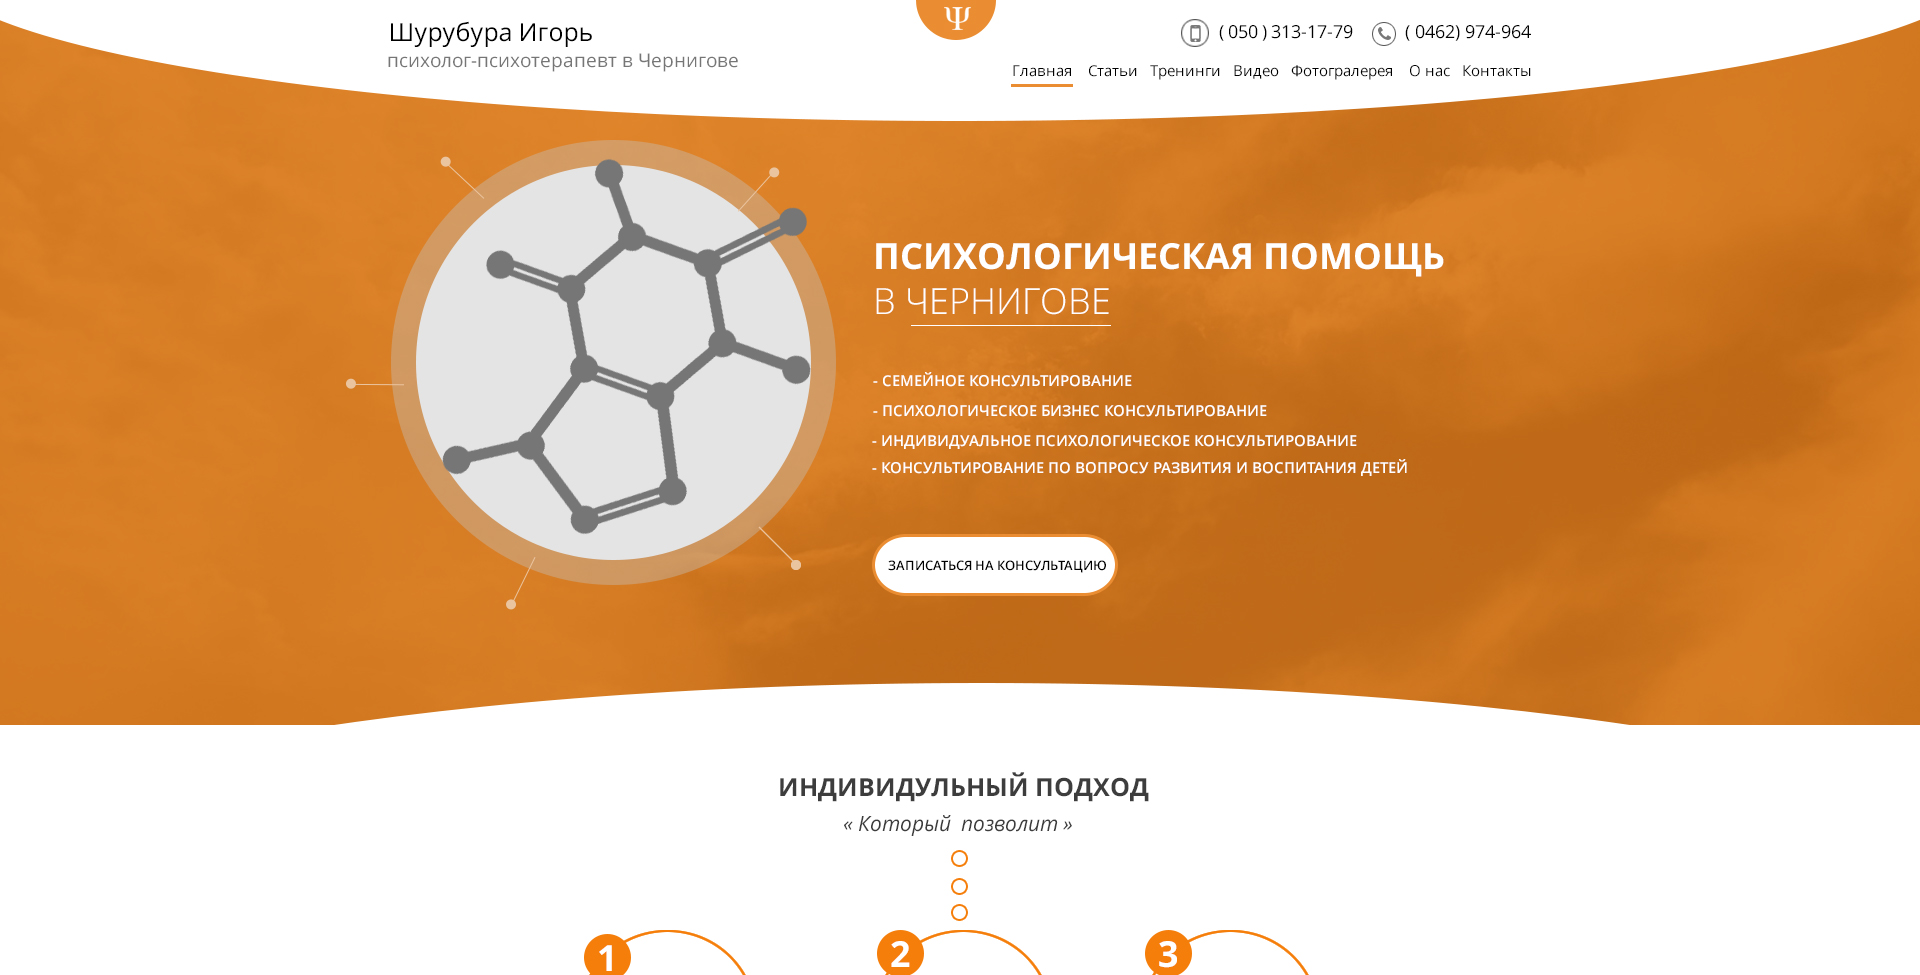 Шурубура Игорь
психолог-психотерапевт в Чернигове
Ψ
( 050 ) 313-17-79
( 0462) 974-964
Главная Статьи Тренинги Видео Фотогралерея О нас Контакты
ПСИХОЛОГИЧЕСКАЯ ПОМОЩЬ
В ЧЕРНИГОВЕ
- СЕМЕЙНОЕ КОНСУЛЬТИРОВАНИЕ
- ПСИХОЛОГИЧЕСКОЕ БИЗНЕС КОНСУЛЬТИРОВАНИЕ
- ИНДИВИДУАЛЬНОЕ ПСИХОЛОГИЧЕСКОЕ КОНСУЛЬТИРОВАНИЕ
- КОНСУЛЬТИРОВАНИЕ ПО ВОПРОСУ РАЗВИТИЯ И ВОСПИТАНИЯ ДЕТЕЙ
ЗАПИСАТЬСЯ НА КОНСУЛЬТАЦИЮ
ИНДИВИДУЛЬНЫЙ ПОДХОД
« Который позволит »
1
2
3